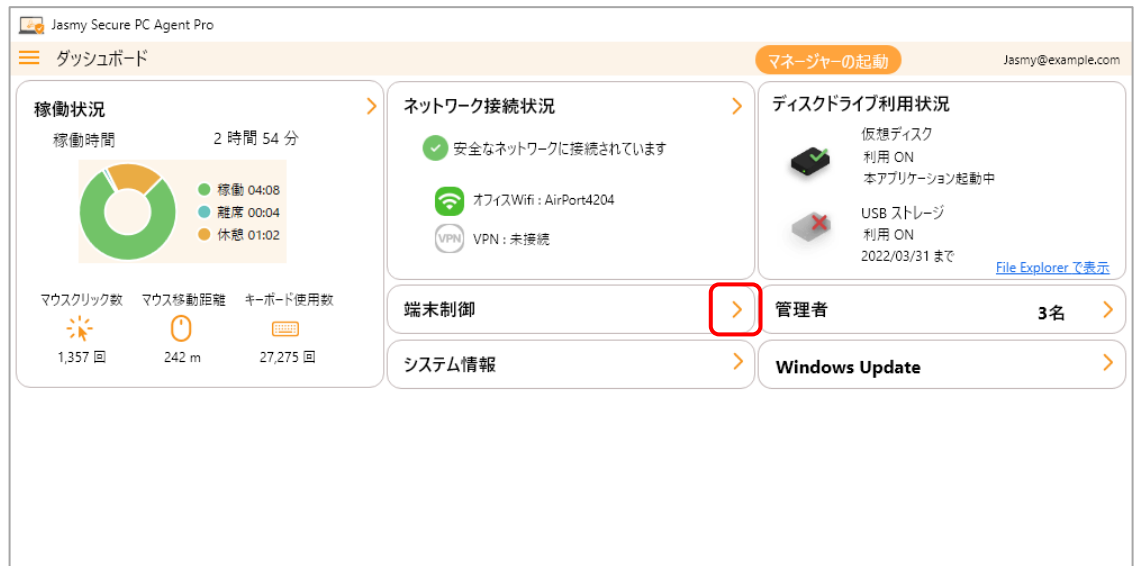 Jasmy Secure PC Agent Pro
ダッシュボード
マネージャーの起動
Jasmy@example.com
稼働状況
稼働時間 2 時間 54 分
稼働 04:08
離席 00:04
休憩 01:02
マウスクリック数 マウス移動距離 キーボード使用数
1,357 回 242 m 27,275 回
ネットワーク接続状況
安全なネットワークに接続されています
オフィスWifi : AirPort4204
VPN VPN : 未接続
ディスクドライブ利用状況
仮想ディスク
利用 ON
本アプリケーション起動中
USB ストレージ
利用 ON
2022/03/31 まで
File Explorer で表示
端末制御
管理者 3名
システム情報
Windows Update